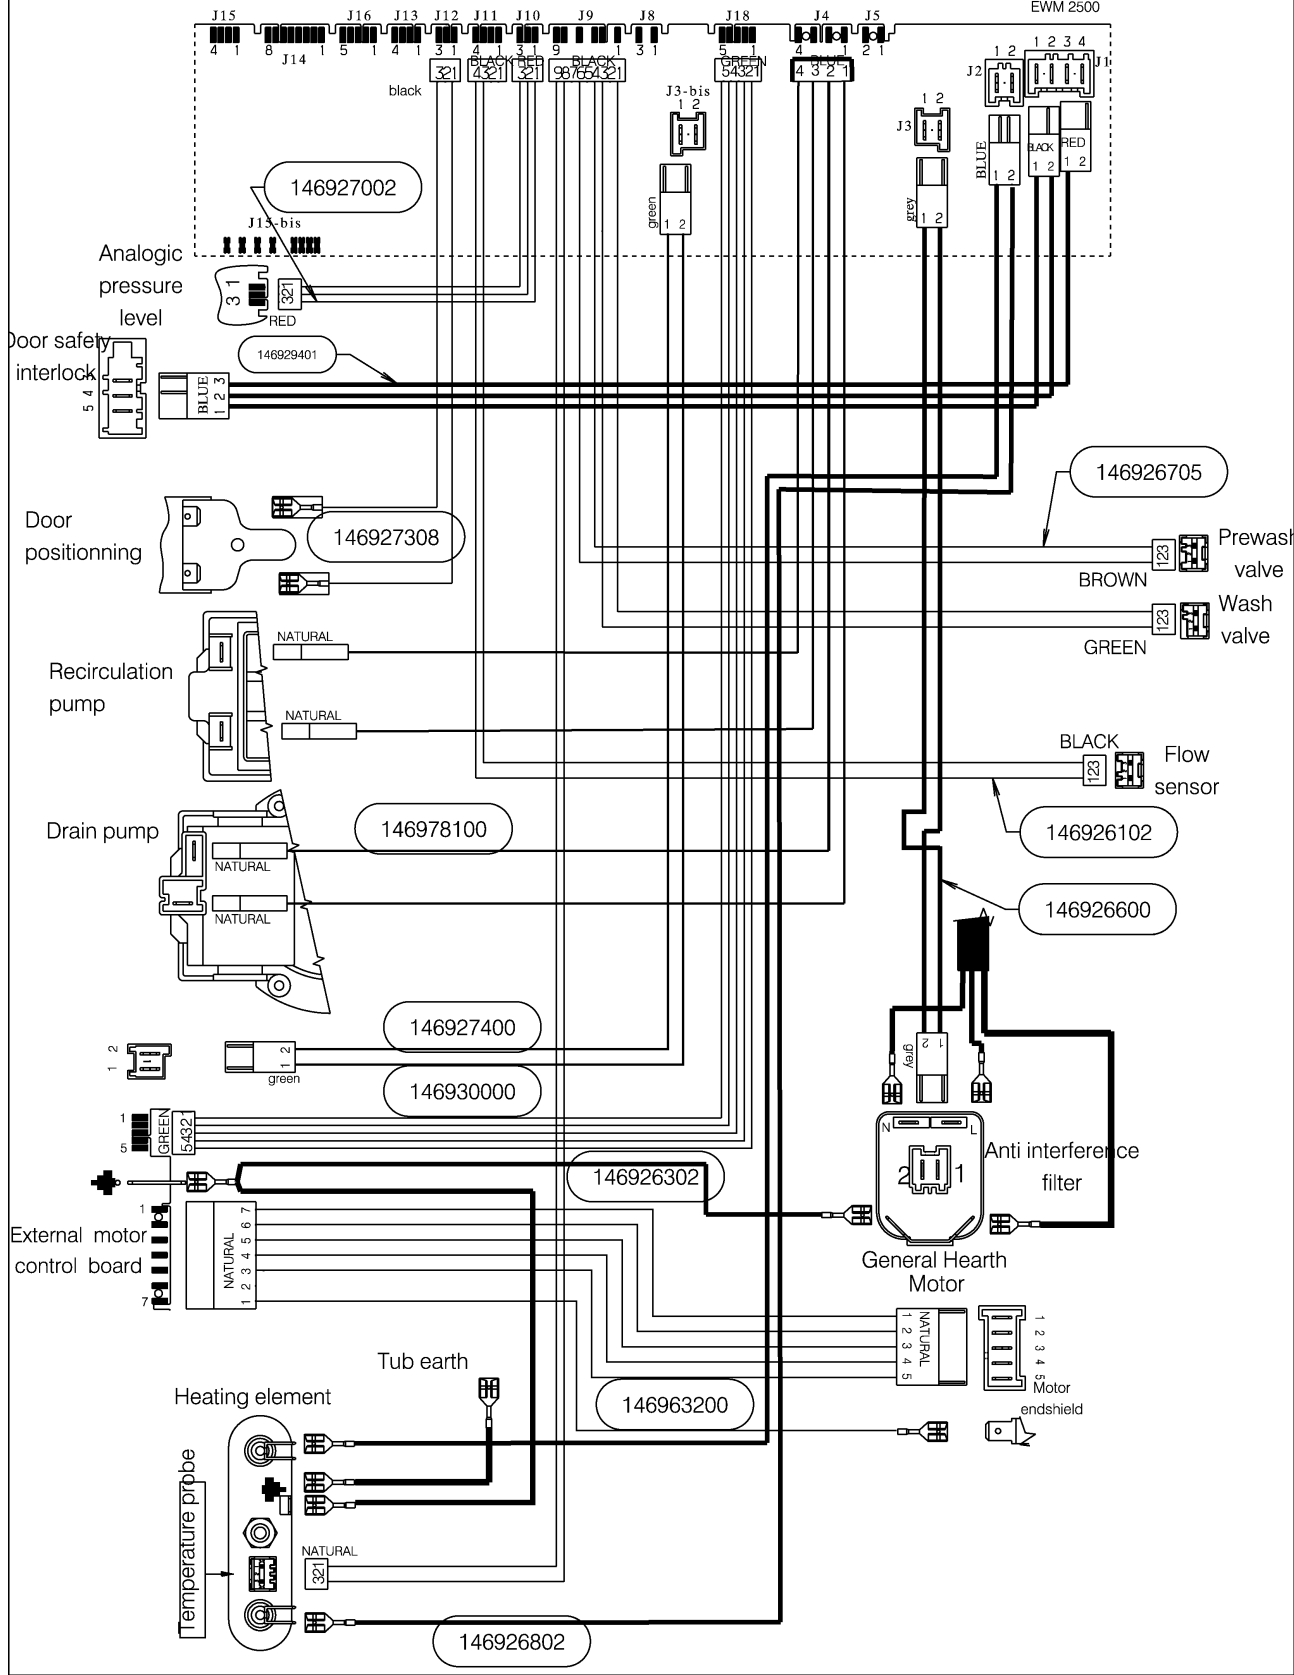 EWM 2500
J15 J16 J13 J12 J11 J10 J9 J8 J18 J4 J5
4 1 8 1 5 1 4 1 3 1 4 1 3 1 9 1 3 1 5 1 4 1 2 1
J14
BLACK RED BLACK GREEN BLUE
321 4321 321 987654321 54321 4 3 2 1
black
1 2
1 2 3 4
J2
J1
J3-bis
1 2
1 2
J3
BLUE
BLACK
RED
1 2
1 2
1 2
green
1 2
grey
1 2
146927002
J15-bis
Analogic
pressure
level
3 1
321
RED
Door safety
interlock
146929401
5 4 3
BLUE
1 2 3
146926705
Door
positionning
146927308
Prewash
valve
123
BROWN
Wash
valve
123
GREEN
NATURAL
Recirculation
pump
NATURAL
BLACK
Flow
sensor
123
Drain pump
146978100
146926102
NATURAL
NATURAL
146926600
146927400
1 2
1 2
green
146930000
grey
2 1
1
5
GREEN
54321
N L
2 1
Anti interference
filter
146926302
External motor
control board
1
7
NATURAL
1 2 3 4 5 6 7
General Hearth
Motor
NATURAL
1 2 3 4 5
1 2 3 4 5
Motor
endshield
Tub earth
Heating element
146963200
Temperature probe
NATURAL
321
146926802